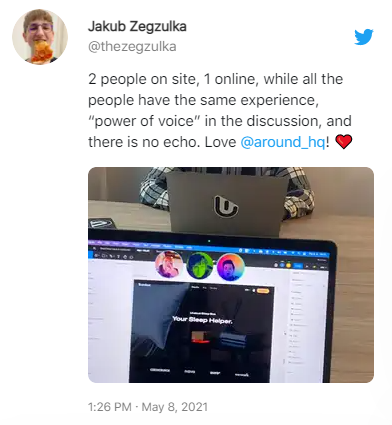 Jakub Zegzulka
@thezegzulka
2 people on site, 1 online, while all the
people have the same experience,
“power of voice” in the discussion, and
there is no echo. Love @around_hq!
Your Sleep Helper.
1:26 PM · May 8, 2021